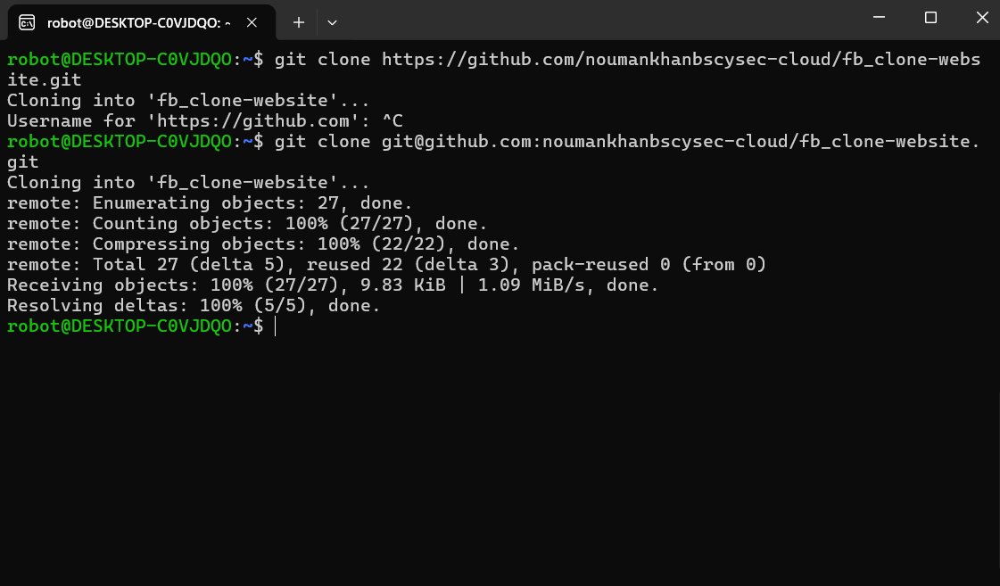 robot@DESKTOP-C0VJDQO: ~
robot@DESKTOP-C0VJDQO:~$ git clone https://github.com/noumankhanbscysec-cloud/fb_clone-webs
ite.git
Cloning into 'fb_clone-website'...
Username for 'https://github.com': ^C
robot@DESKTOP-C0VJDQO:~$ git clone git@github.com:noumankhanbscysec-cloud/fb_clone-website.
git
Cloning into 'fb_clone-website'...
remote: Enumerating objects: 27, done.
remote: Counting objects: 100% (27/27), done.
remote: Compressing objects: 100% (22/22), done.
remote: Total 27 (delta 5), reused 22 (delta 3), pack-reused 0 (from 0)
Receiving objects: 100% (27/27), 9.83 KiB | 1.09 MiB/s, done.
Resolving deltas: 100% (5/5), done.
robot@DESKTOP-C0VJDQO:~$